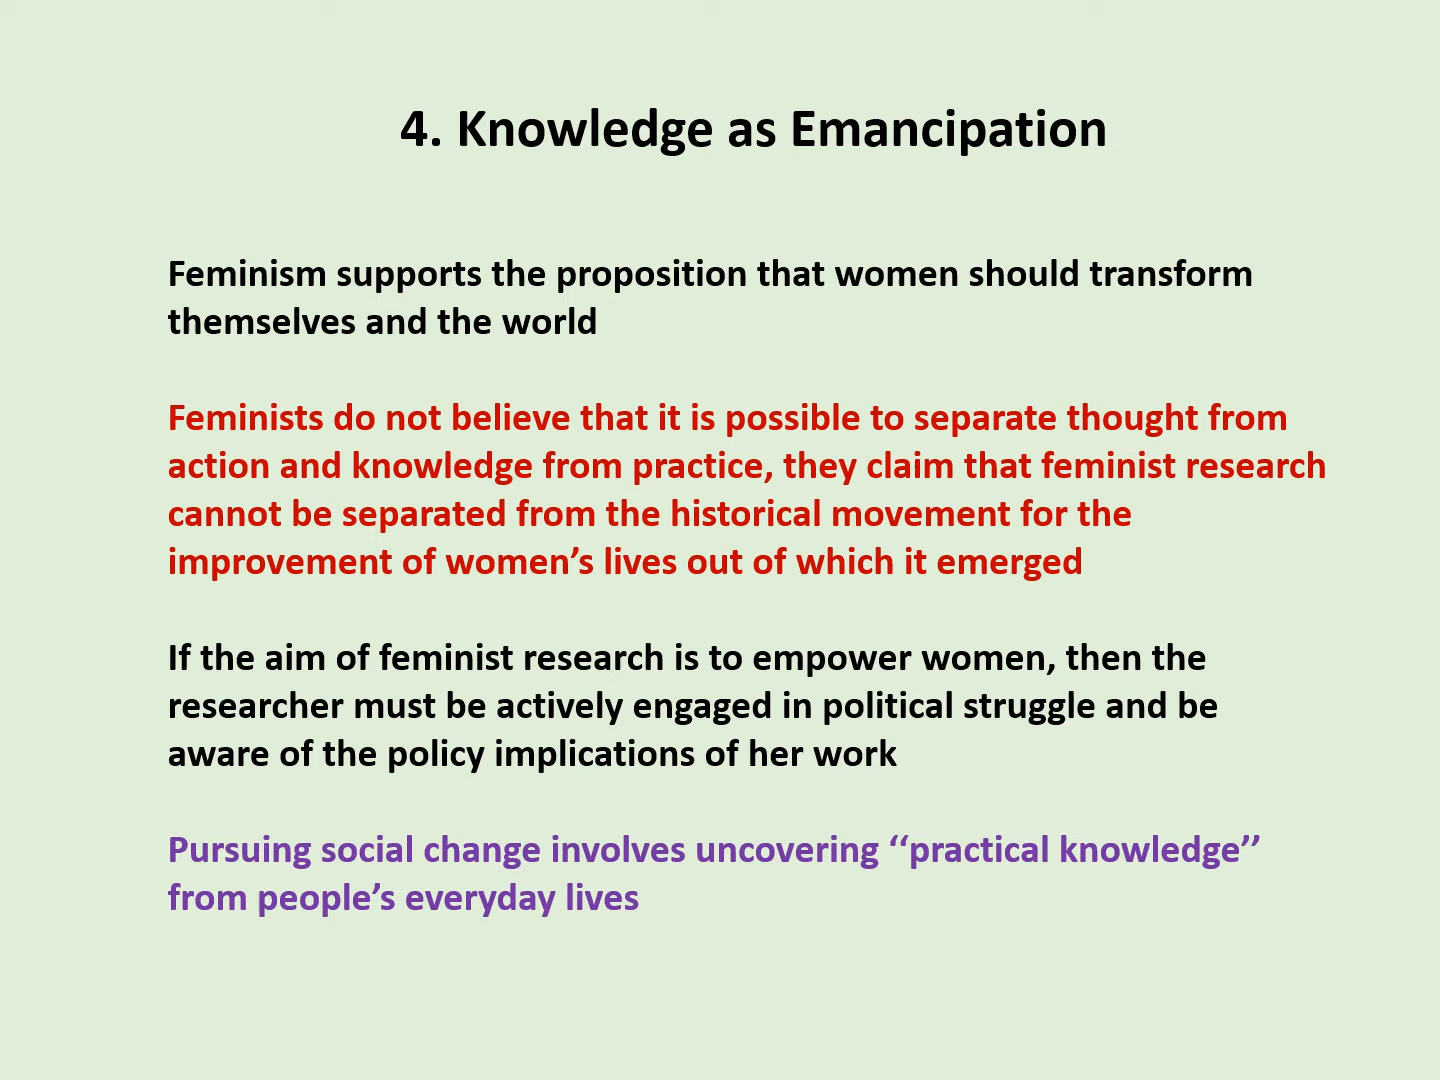 4. Knowledge as Emancipation
Feminism supports the proposition that women should transform
themselves and the world
Feminists do not believe that it is possible to separate thought from
action and knowledge from practice, they claim that feminist research
cannot be separated from the historical movement for the
improvement of women’s lives out of which it emerged
If the aim of feminist research is to empower women, then the
researcher must be actively engaged in political struggle and be
aware of the policy implications of her work
Pursuing social change involves uncovering ‘‘practical knowledge’’
from people’s everyday lives